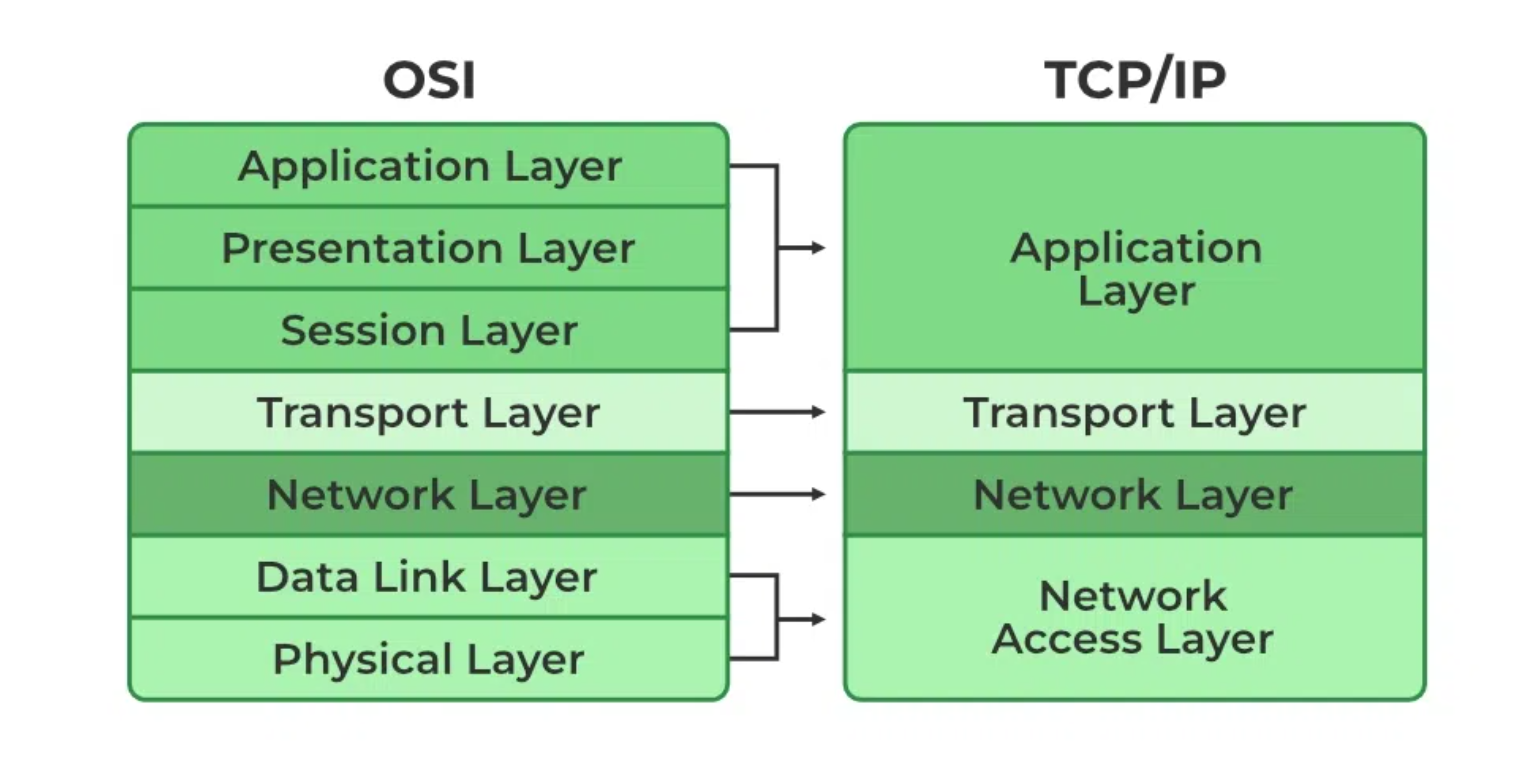 OSI
Application Layer
Presentation Layer
Session Layer
Transport Layer
Network Layer
Data Link Layer
Physical Layer
TCP/IP
Application
Layer
Transport Layer
Network Layer
Network
Access Layer